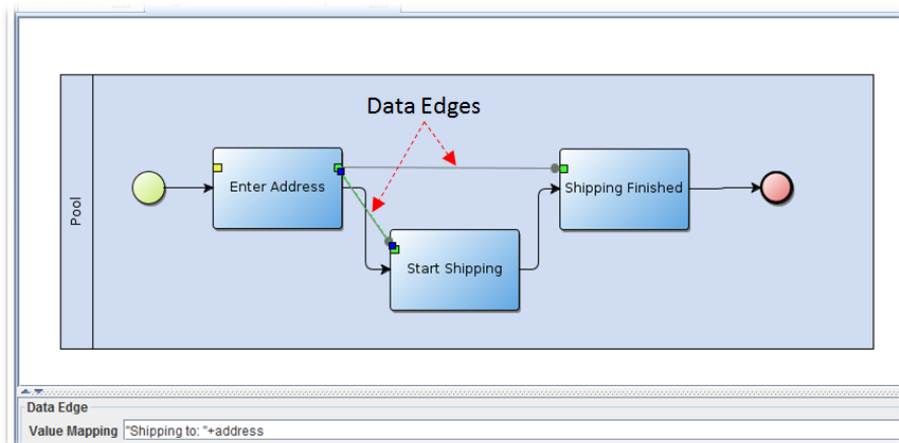 Data Edges
Pool
Enter Address
Shipping Finished
Start Shipping
Data Edge
Value Mapping "Shipping to: "+address